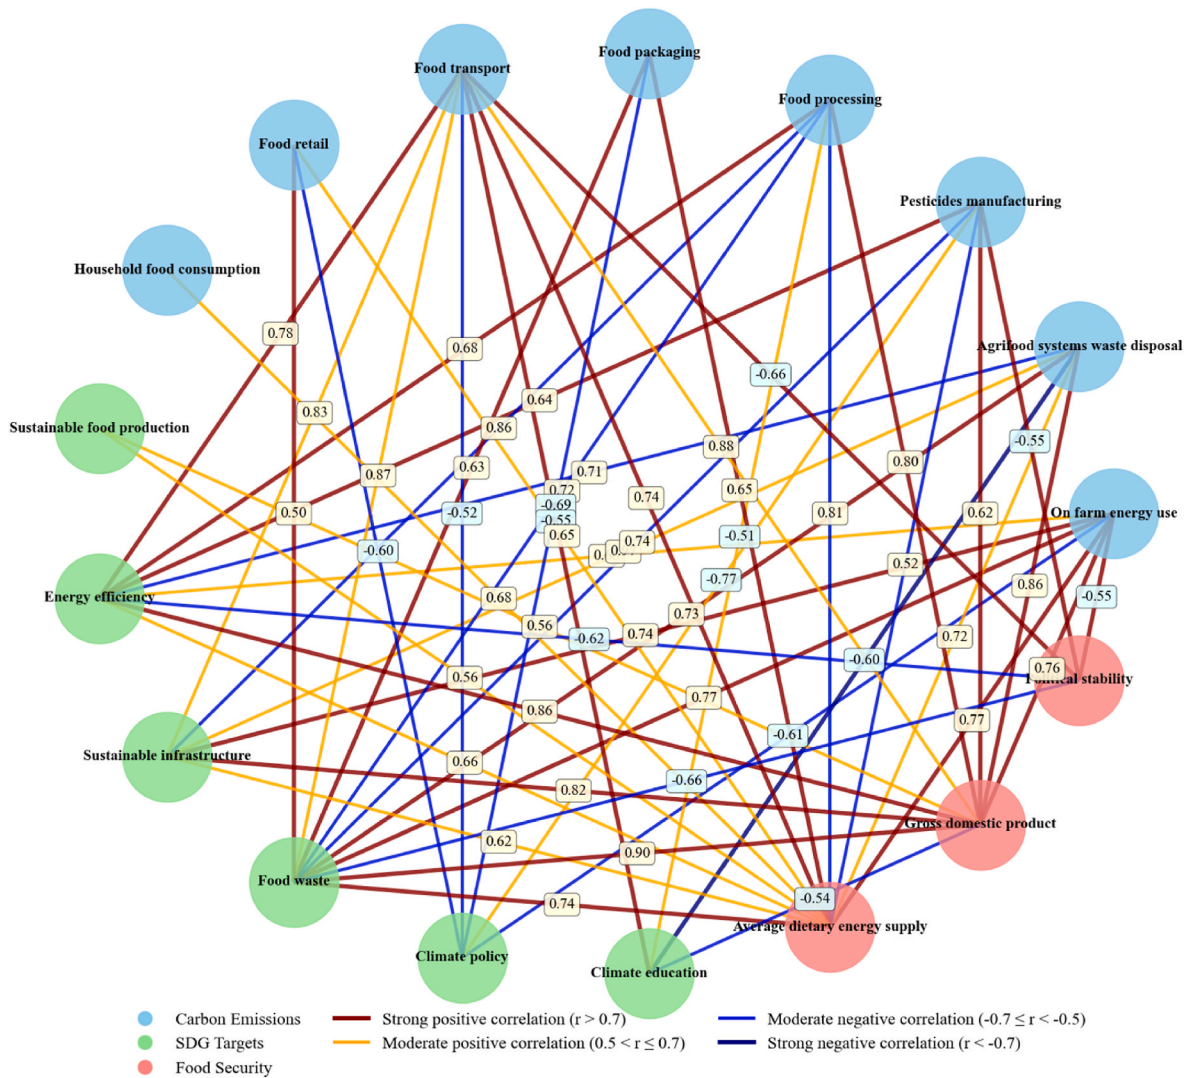 Food packaging
Food transport
Food processing
Food retail
Pesticides manufacturing
Household food consumption
0.78
0.68
Agrifood systems waste disposal
-0.66
0.64
0.83
Sustainable food production
0.86
-0.55
0.88
0.63
0.80
0.87
0.71
0.72
0.65
0.74
-0.69
0.50
-0.52
-0.55
0.81
0.62
On farm energy use
0.65
-0.51
0.74
-0.60
0.52
-0.77
0.86
Energy efficiency
0.68
-0.55
0.73
0.56
-0.62
0.74
0.72
-0.60
0.76
0.56
Political stability
0.77
0.86
0.77
-0.61
Sustainable infrastructure
0.66
-0.66
0.82
Gross domestic product
0.62
0.90
Food waste
-0.54
0.74
Average dietary energy supply
Climate policy
Climate education
Carbon Emissions
SDG Targets
Food Security
Strong positive correlation (r > 0.7)
Moderate positive correlation (0.5 < r ≤ 0.7)
Moderate negative correlation (-0.7 ≤ r < -0.5)
Strong negative correlation (r < -0.7)